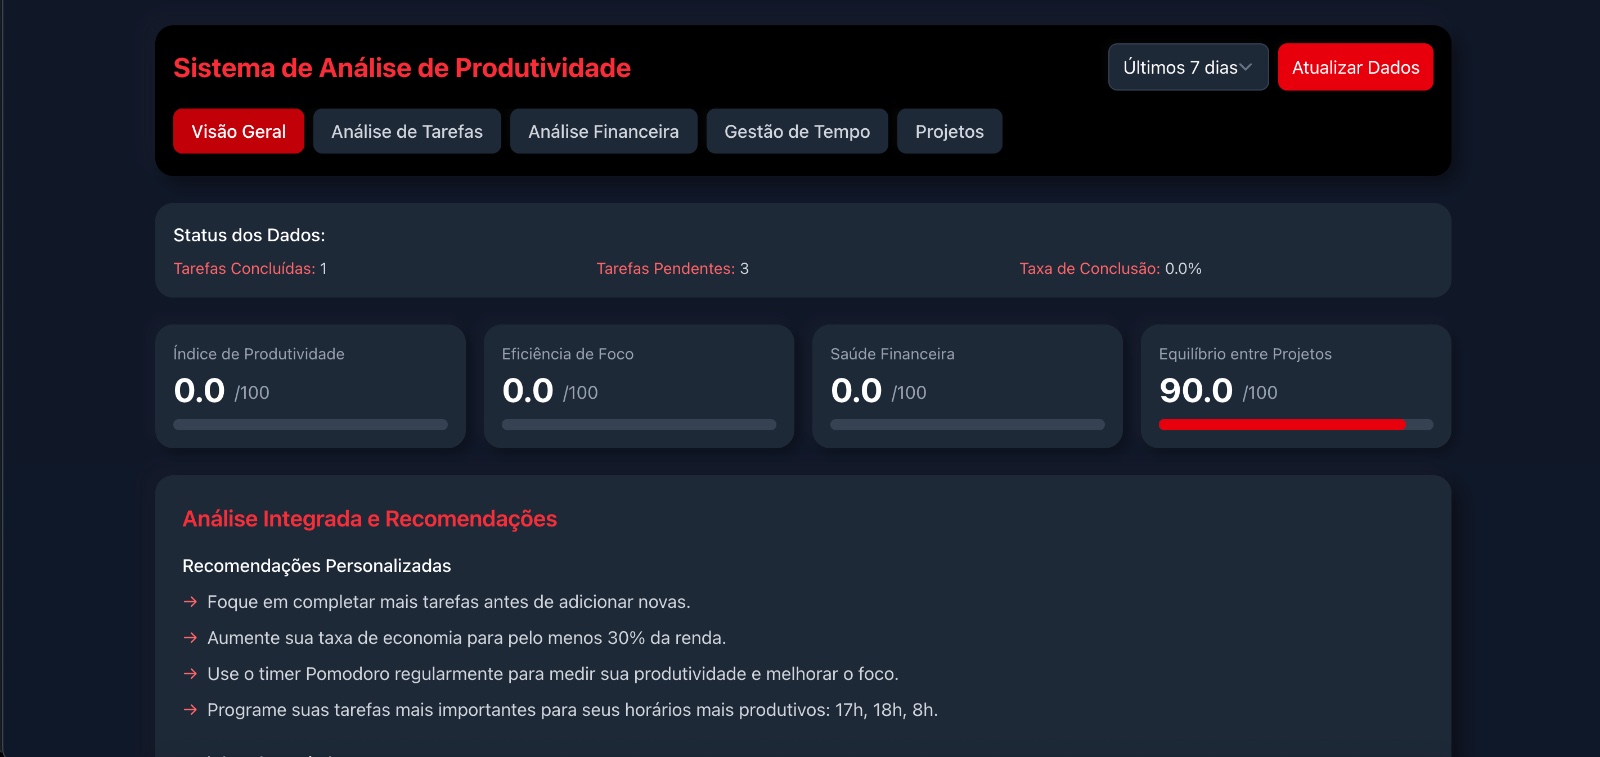 Sistema de Análise de Produtividade
Últimos 7 dias
Atualizar Dados
Visão Geral
Análise de Tarefas
Análise Financeira
Gestão de Tempo
Projetos
Status dos Dados:
Tarefas Concluídas: 1
Tarefas Pendentes: 3
Taxa de Conclusão: 0.0%
Índice de Produtividade
0.0 /100
Eficiência de Foco
0.0 /100
Saúde Financeira
0.0 /100
Equilíbrio entre Projetos
90.0 /100
Análise Integrada e Recomendações
Recomendações Personalizadas
→ Foque em completar mais tarefas antes de adicionar novas.
→ Aumente sua taxa de economia para pelo menos 30% da renda.
→ Use o timer Pomodoro regularmente para medir sua produtividade e melhorar o foco.
→ Programe suas tarefas mais importantes para seus horários mais produtivos: 17h, 18h, 8h.